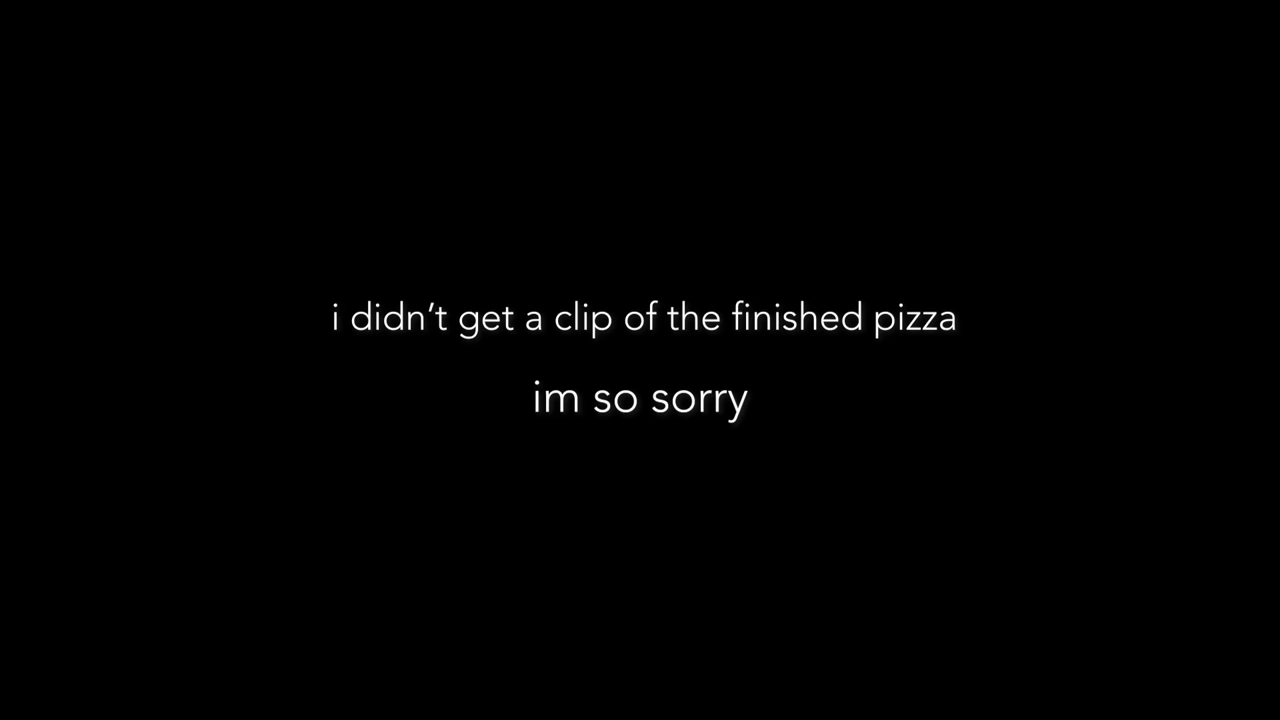 i didn’t get a clip of the finished pizza
im so sorry